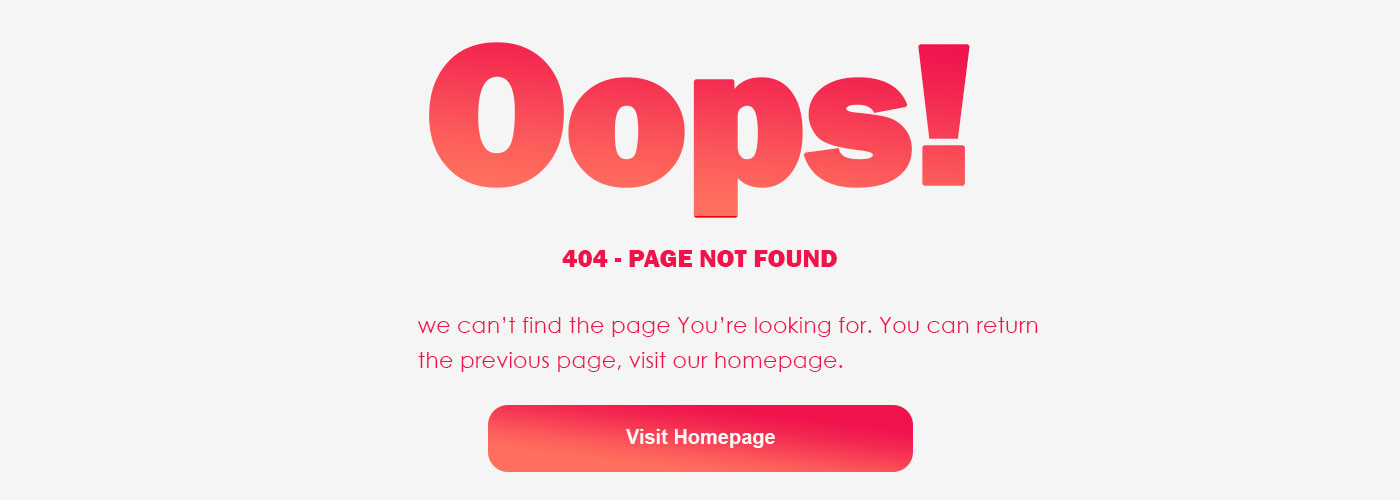 Oops!
404 - PAGE NOT FOUND
we can’t find the page You’re looking for. You can return
the previous page, visit our homepage.
Visit Homepage